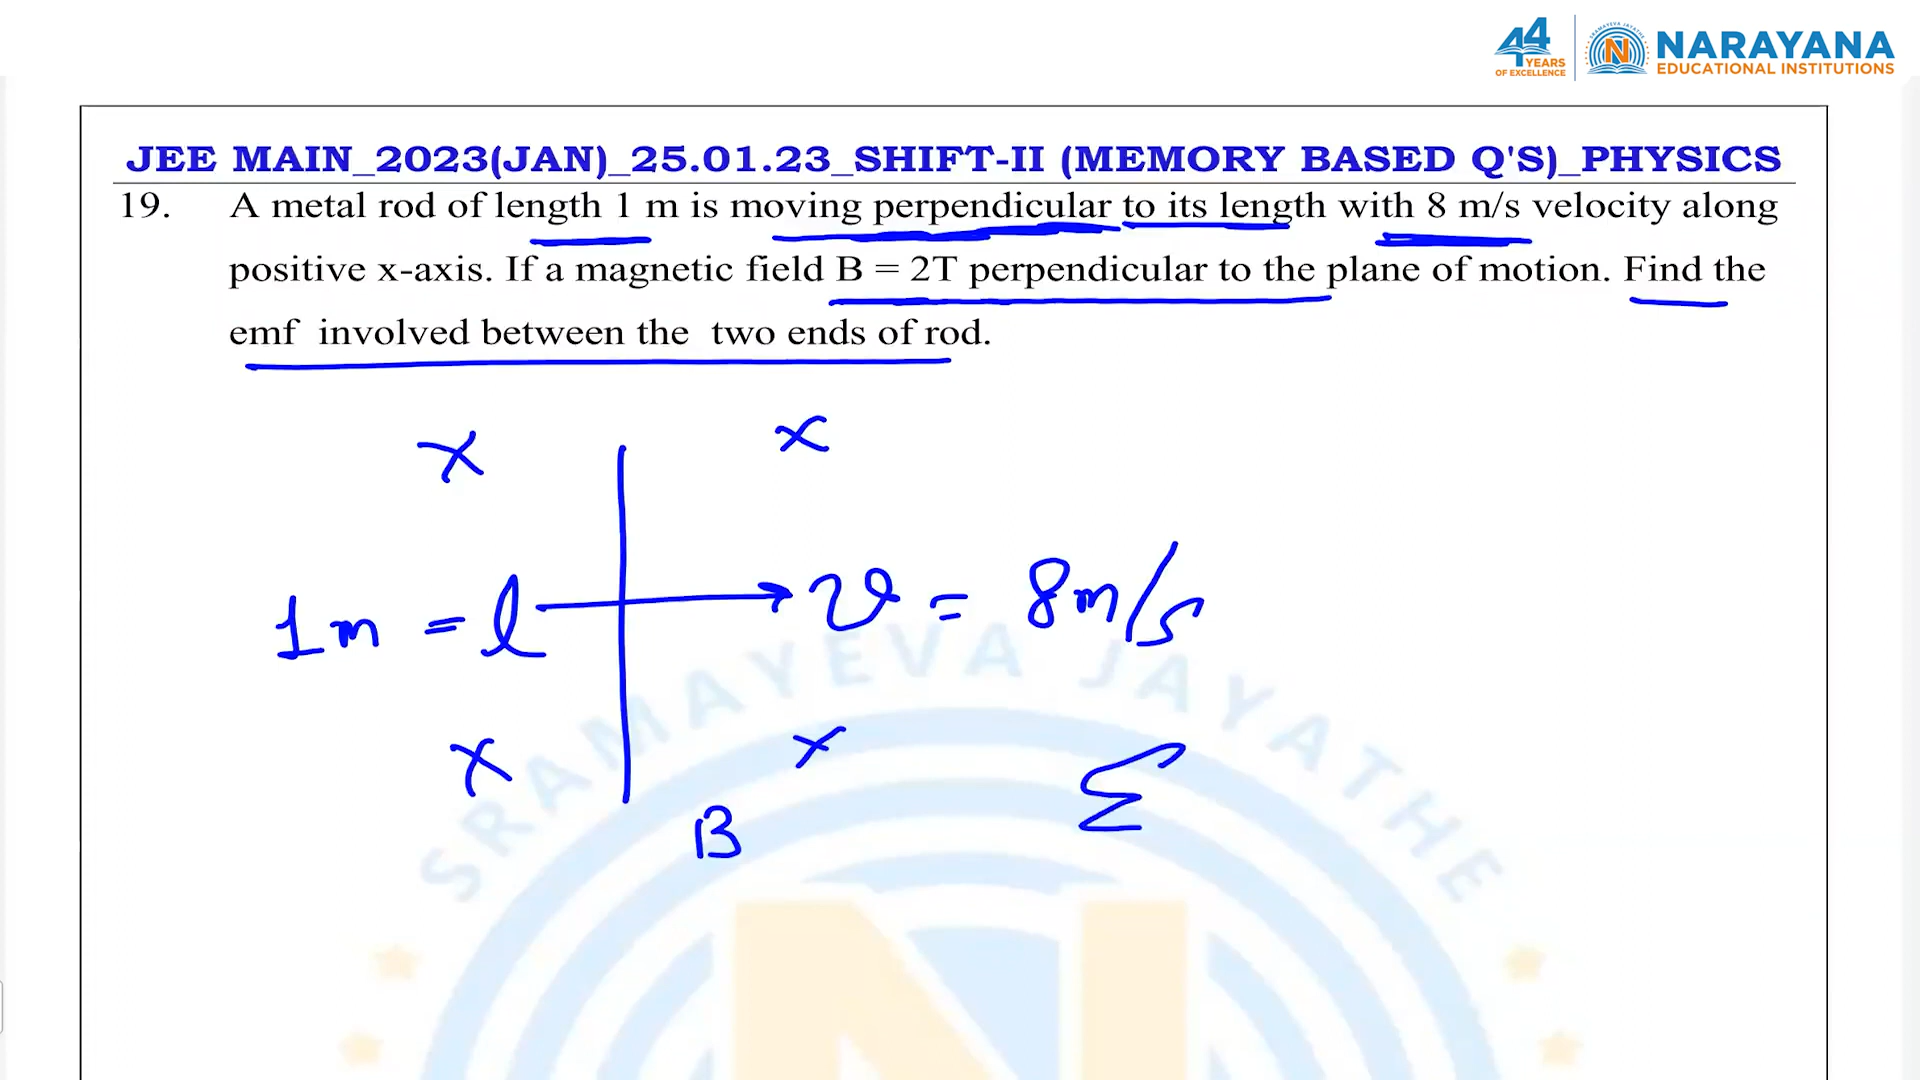 44
YEARS
OF EXCELLENCE
NARAYANA
EDUCATIONAL INSTITUTIONS
JEE MAIN_2023(JAN)_25.01.23_SHIFT-II (MEMORY BASED Q'S)_PHYSICS
19. A metal rod of length 1 m is moving perpendicular to its length with 8 m/s velocity along
positive x-axis. If a magnetic field B = 2T perpendicular to the plane of motion. Find the
emf involved between the two ends of rod.
x x
1m = l v = 8m/s
x x
B
Σ
SRAMAYEVA JAYATHE
N